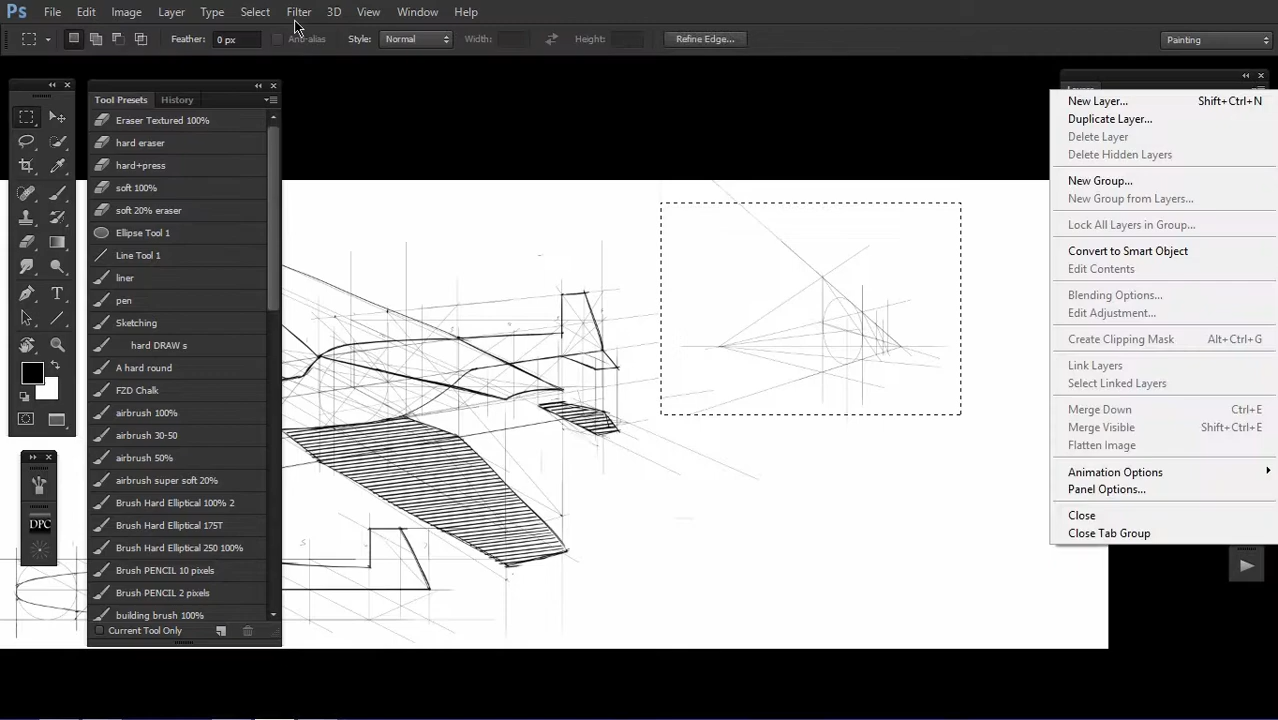 Ps File Edit Image Layer Type Select Filter 3D View Window Help
Feather: 0 px Anti-alias Style: Normal Width: Height: Refine Edge... Painting
Tool Presets History
Eraser Textured 100%
hard eraser
hard+press
soft 100%
soft 20% eraser
Ellipse Tool 1
Line Tool 1
liner
pen
Sketching
hard DRAW s
A hard round
FZD Chalk
airbrush 100%
airbrush 30-50
airbrush 50%
airbrush super soft 20%
Brush Hard Elliptical 100% 2
Brush Hard Elliptical 175T
Brush Hard Elliptical 250 100%
Brush PENCIL 10 pixels
Brush PENCIL 2 pixels
building brush 100%
Current Tool Only
DPC
New Layer... Shift+Ctrl+N
Duplicate Layer...
Delete Layer
Delete Hidden Layers
New Group...
New Group from Layers...
Lock All Layers in Group...
Convert to Smart Object
Edit Contents
Blending Options...
Edit Adjustment...
Create Clipping Mask Alt+Ctrl+G
Link Layers
Select Linked Layers
Merge Down Ctrl+E
Merge Visible Shift+Ctrl+E
Flatten Image
Animation Options
Panel Options...
Close
Close Tab Group